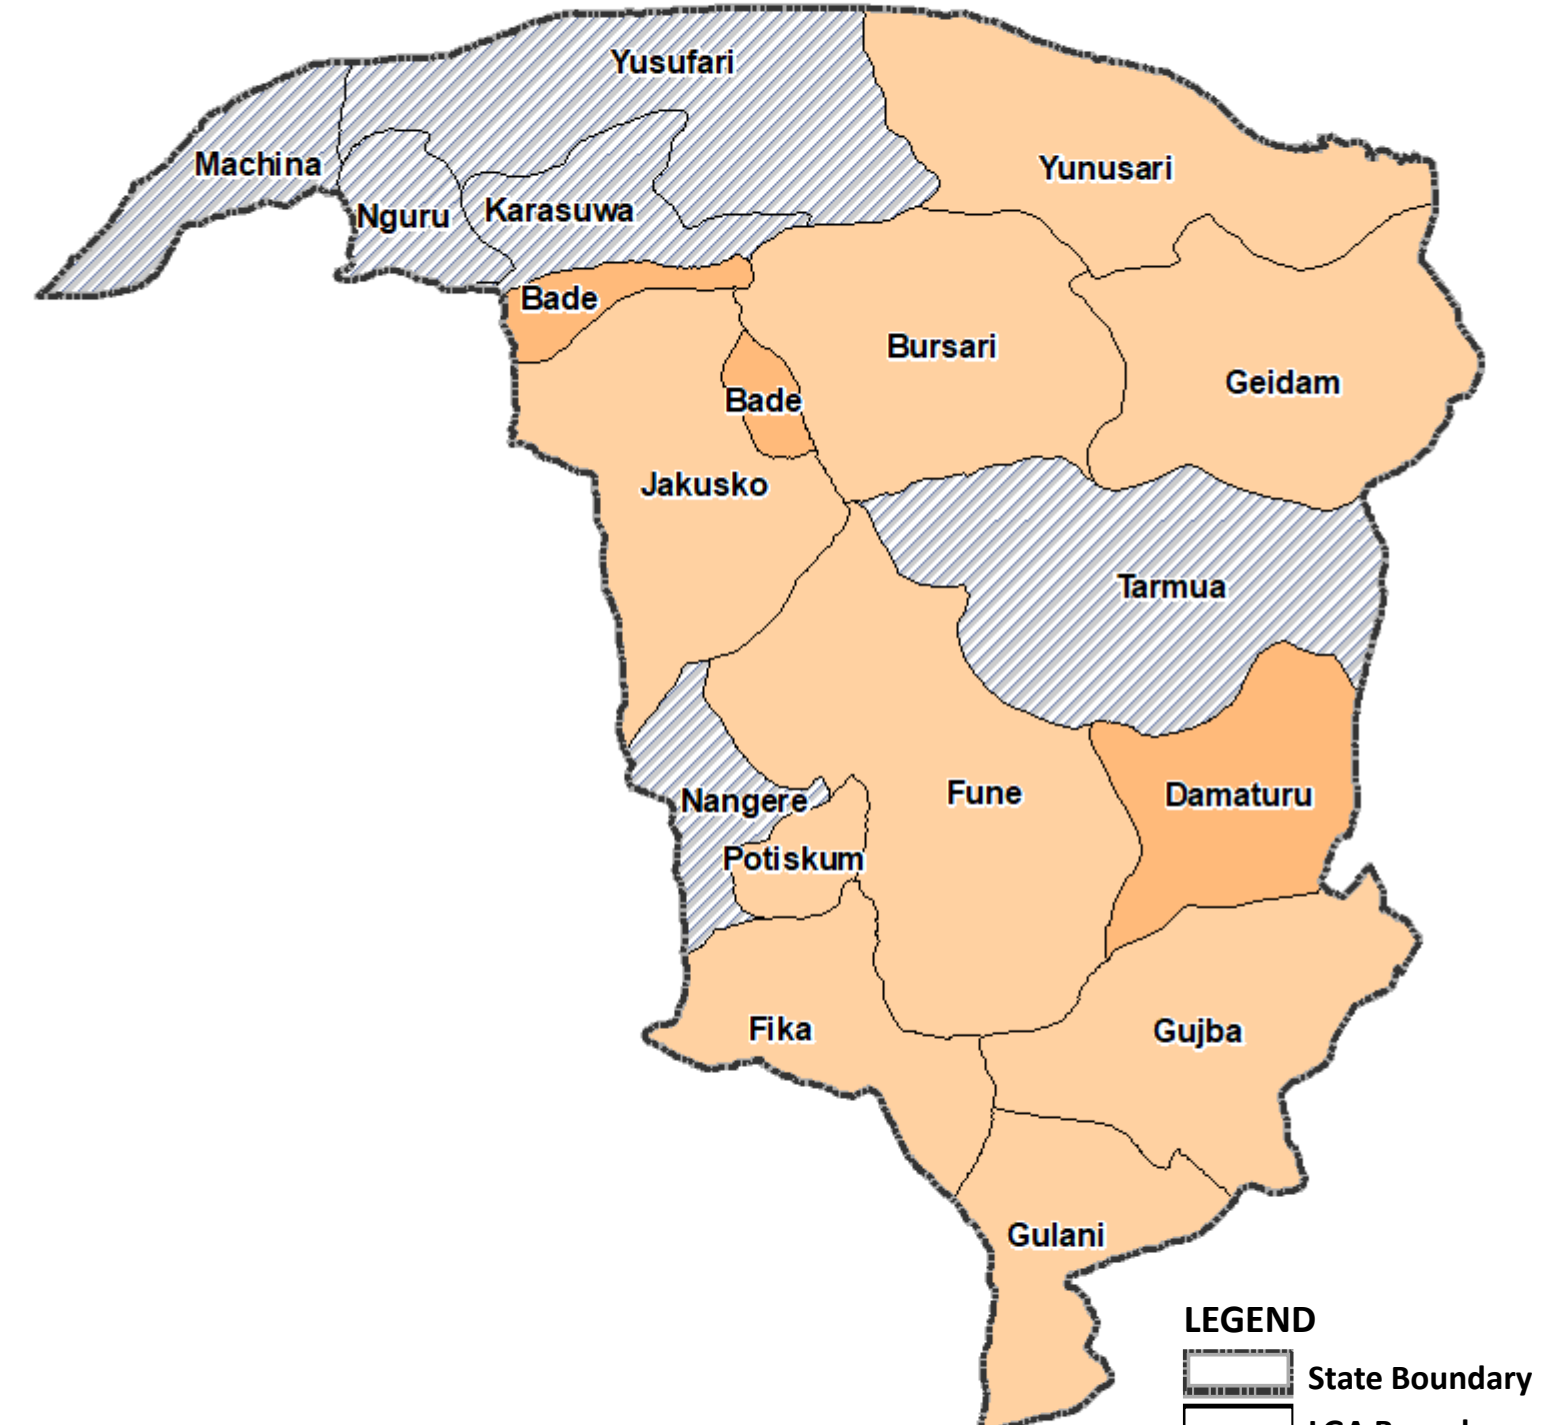 Yusufari
Machina
Yunusari
Nguru
Karasuwa
Bade
Bursari
Geidam
Bade
Jakusko
Tarmua
Nangere
Fune
Damaturu
Potiskum
Fika
Gujba
Gulani
LEGEND
State Boundary